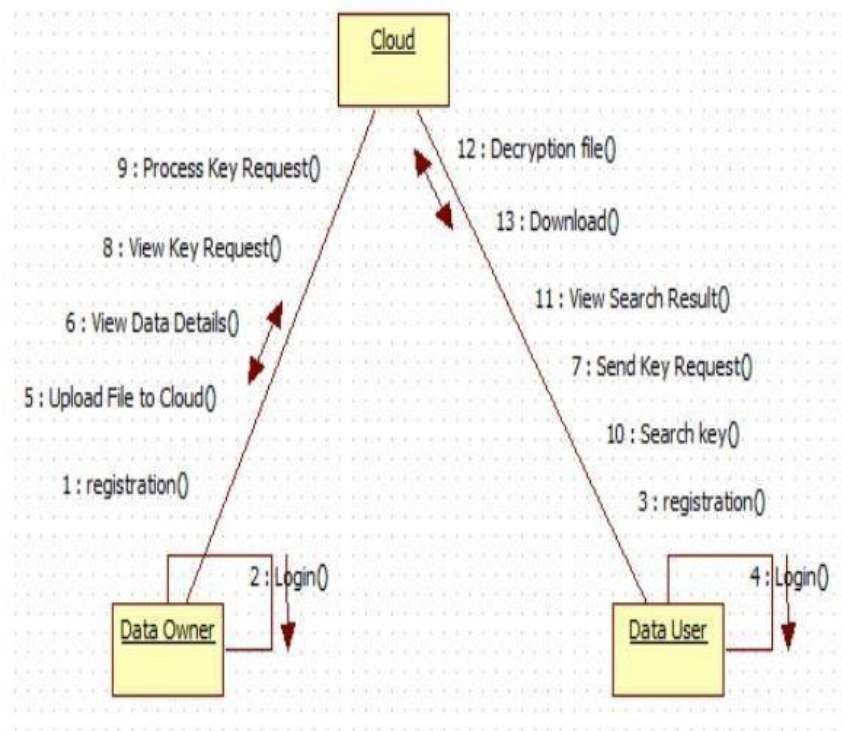 Cloud
9 : Process Key Request()
12 : Decryption file()
13 : Download()
8 : View Key Request()
11 : View Search Result()
6 : View Data Details()
7 : Send Key Request()
5 : Upload File to Cloud()
10 : Search key()
1 : registration()
3 : registration()
2 : Login()
4 : Login()
Data Owner
Data User